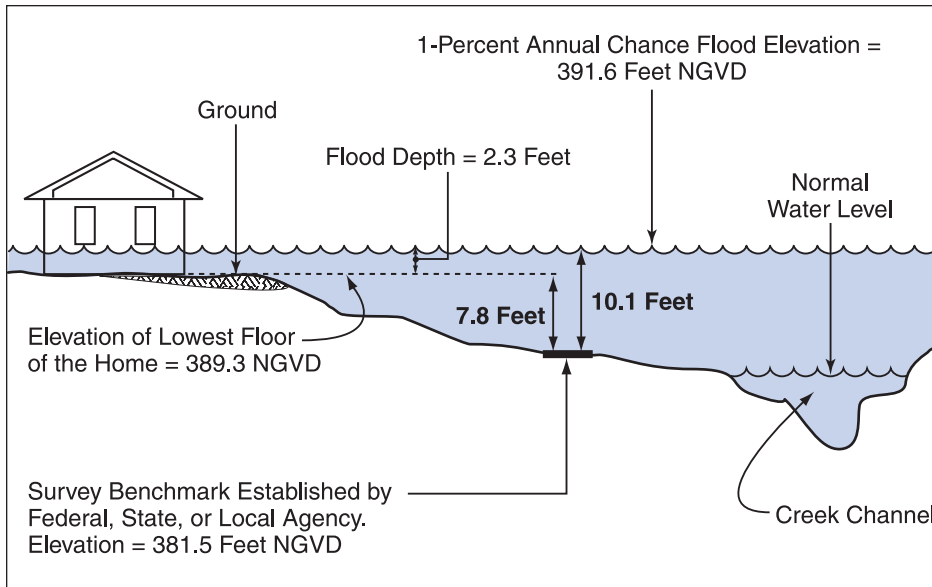 1-Percent Annual Chance Flood Elevation =
391.6 Feet NGVD
Ground
Flood Depth = 2.3 Feet
Normal
Water Level
7.8 Feet
10.1 Feet
Elevation of Lowest Floor
of the Home = 389.3 NGVD
Survey Benchmark Established by
Federal, State, or Local Agency.
Elevation = 381.5 Feet NGVD
Creek Channel